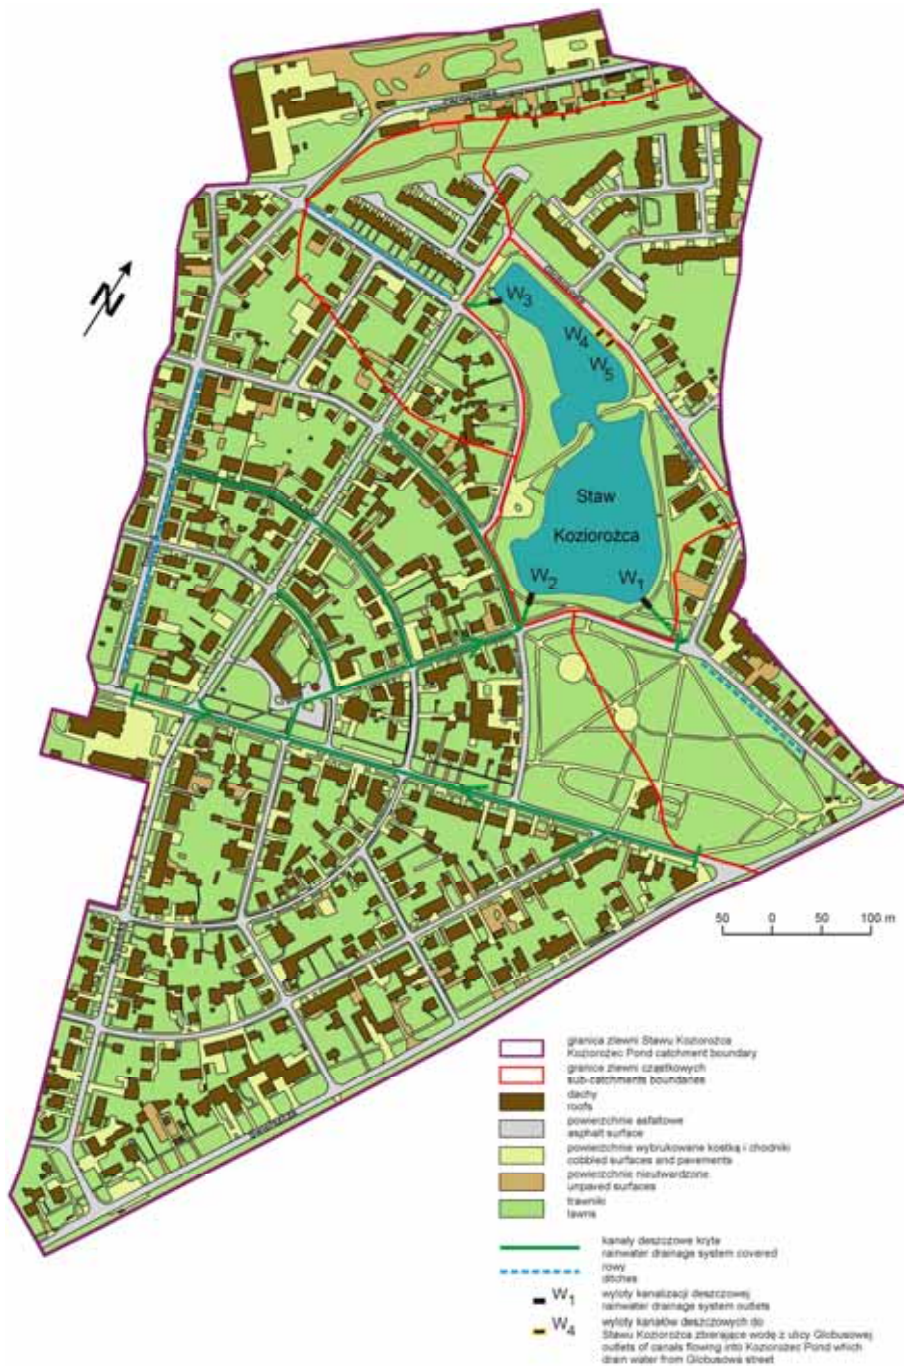 N
W3
W4
W5
Staw
Koziorożca
W2
W1
50 0 50 100 m
granica zlewni Stawu Koziorożca
Koziorożec Pond catchment boundary
granice zlewni cząstkowych
sub-catchments boundaries
dachy
roofs
powierzchnie asfaltowe
asphalt surface
powierzchnie wybrukowane kostką i chodniki
cobbled surfaces and pavements
powierzchnie nieutwardzone
unpaved surfaces
trawniki
lawns
kanały deszczowe kryte
rainwater drainage system covered
rowy
ditches
W1
wyloty kanalizacji deszczowej
rainwater drainage system outlets
W4
wyloty kanałów deszczowych do
Stawu Koziorożca zbierające wodę z ulicy Globusowej
outlets of canals flowing into Koziorożec Pond which
drain water from Globusowa street